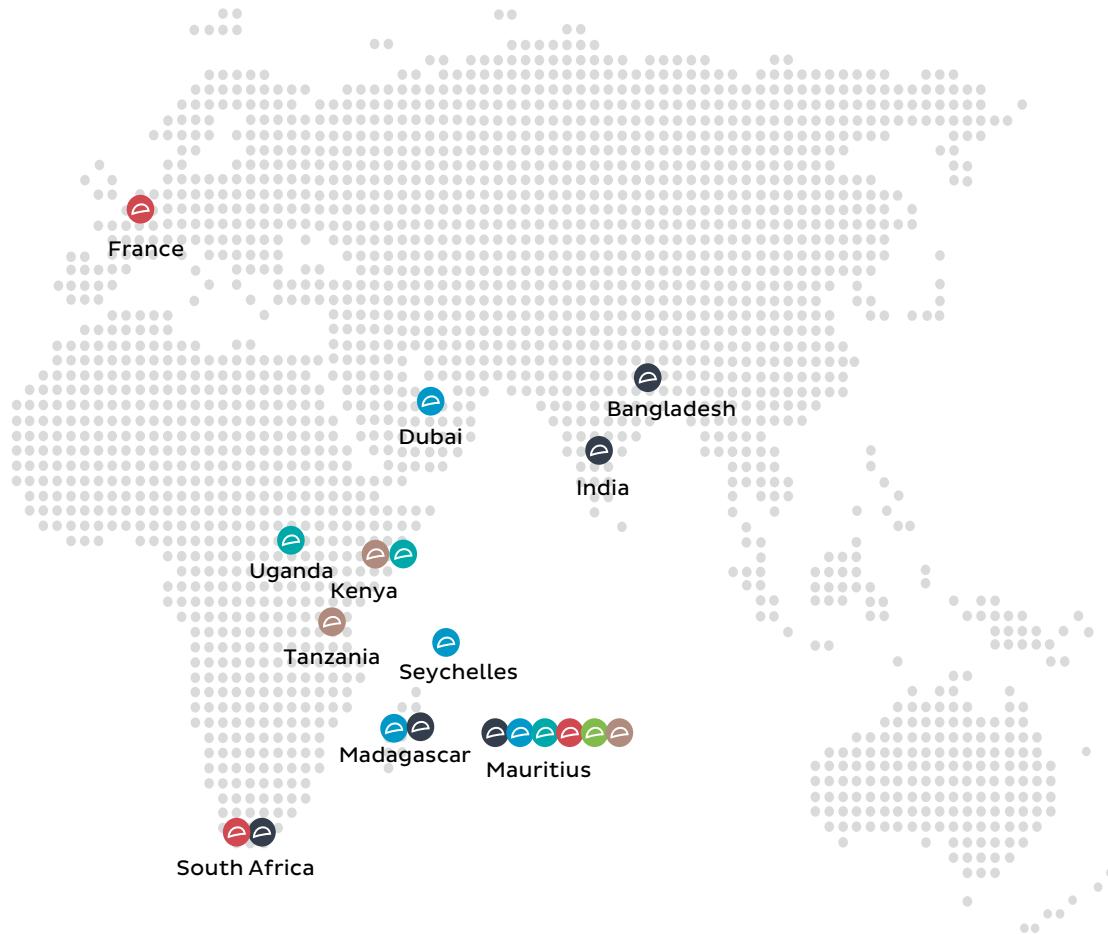 France
Bangladesh
Dubai
India
Uganda
Kenya
Tanzania
Seychelles
Madagascar
Mauritius
South Africa